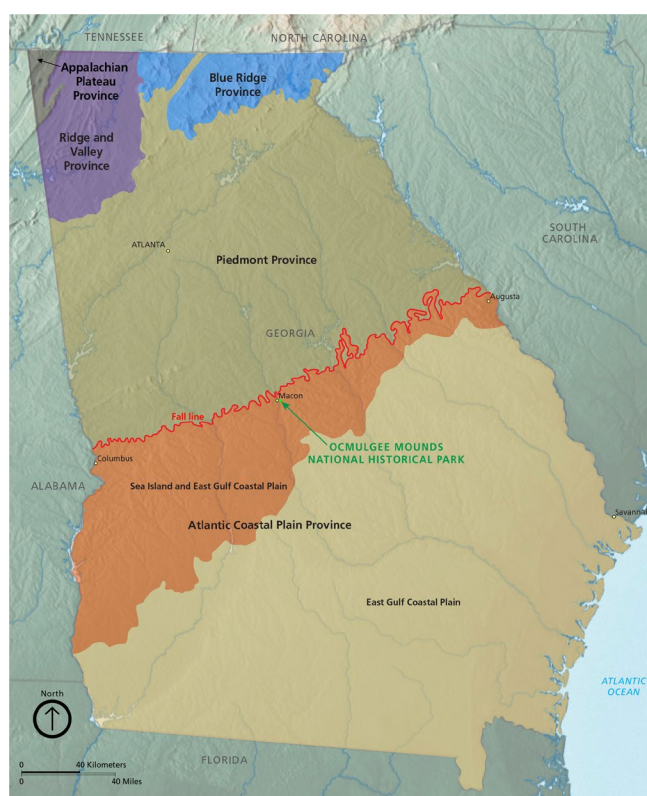 TENNESSEE
NORTH CAROLINA
Appalachian
Plateau
Province
Blue Ridge
Province
Ridge and
Valley
Province
SOUTH
CAROLINA
ATLANTA
Piedmont Province
Augusta
GEORGIA
Macon
Fall line
OCMULGEE MOUNDS
NATIONAL HISTORICAL PARK
Columbus
ALABAMA
Sea Island and East Gulf Coastal Plain
Savannah
Atlantic Coastal Plain Province
East Gulf Coastal Plain
ATLANTIC
OCEAN
North
FLORIDA
0 40 Kilometers
0 40 Miles